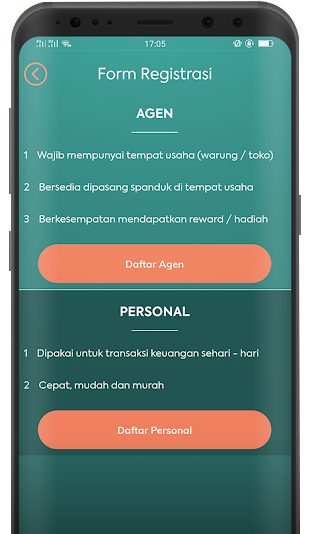 17:05
Form Registrasi
AGEN
1 Wajib mempunyai tempat usaha (warung / toko)
2 Bersedia dipasang spanduk di tempat usaha
3 Berkesempatan mendapatkan reward / hadiah
Daftar Agen
PERSONAL
1 Dipakai untuk transaksi keuangan sehari - hari
2 Cepat, mudah dan murah
Daftar Personal